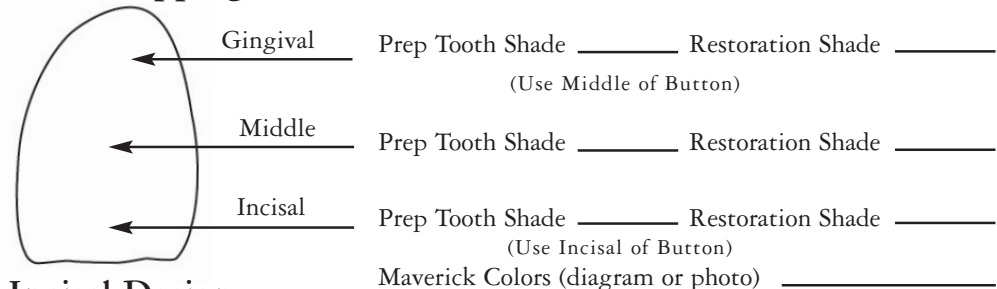 Gingival Prep Tooth Shade Restoration Shade
(Use Middle of Button)
Middle Prep Tooth Shade Restoration Shade
Incisal Prep Tooth Shade Restoration Shade
(Use Incisal of Button)
Maverick Colors (diagram or photo)